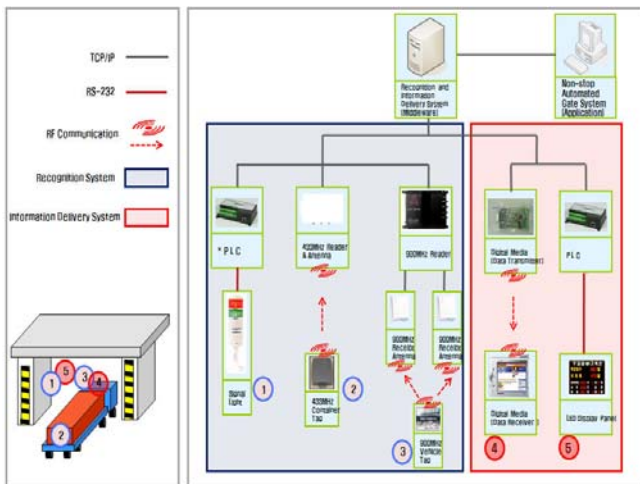 TCP/IP
RS-232
RF Communication
Recognition System
Information Delivery System
1
5
3
4
2
Recognition and
Information
Delivery System
(Middleware)
Non-stop
Automated
Gate System
(Application)
* PLC
433MHz Reader
& Antenna
900MHz Reader
Digital Media
(Data Transmitter)
PLC
900MHz
Receiver
Antenna
900MHz
Receiver
Antenna
Signal
Light
1
433MHz
Container
Tag
2
3
900MHz
Vehicle
Tag
Digital Media
(Data Receiver)
4
LED Display Panel
5